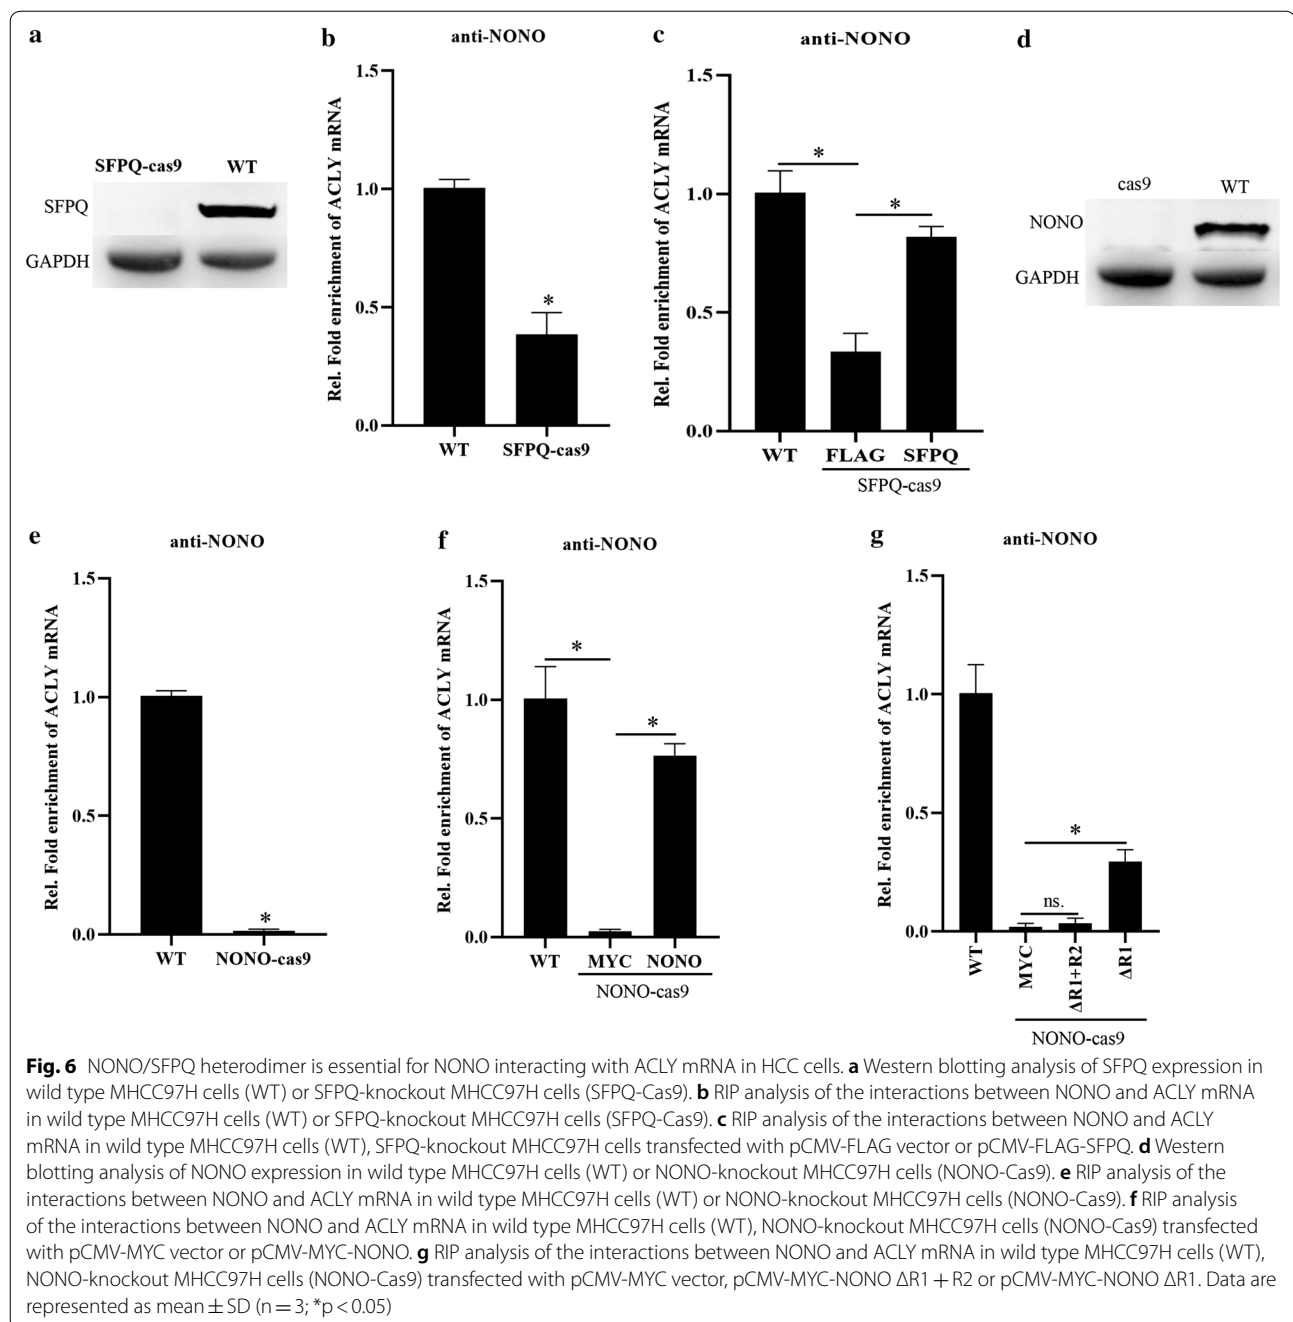 a
SFPQ-cas9 WT
SFPQ
GAPDH
b
anti-NONO
Rel. Fold enrichment of ACLY mRNA
1.5
1.0
0.5
0.0
*
WT SFPQ-cas9
c
anti-NONO
Rel. Fold enrichment of ACLY mRNA
1.5
1.0
0.5
0.0
*
*
WT FLAG SFPQ
SFPQ-cas9
d
cas9 WT
NONO
GAPDH
e
anti-NONO
Rel. Fold enrichment of ACLY mRNA
1.5
1.0
0.5
0.0
*
WT NONO-cas9
f
anti-NONO
Rel. Fold enrichment of ACLY mRNA
1.5
1.0
0.5
0.0
*
*
WT MYC NONO
NONO-cas9
g
anti-NONO
Rel. Fold enrichment of ACLY mRNA
1.5
1.0
0.5
0.0
*
ns.
WT
MYC
ΔR1+R2
ΔR1
NONO-cas9
Fig. 6 NONO/SFPQ heterodimer is essential for NONO interacting with ACLY mRNA in HCC cells. a Western blotting analysis of SFPQ expression in
wild type MHCC97H cells (WT) or SFPQ-knockout MHCC97H cells (SFPQ-Cas9). b RIP analysis of the interactions between NONO and ACLY mRNA
in wild type MHCC97H cells (WT) or SFPQ-knockout MHCC97H cells (SFPQ-Cas9). c RIP analysis of the interactions between NONO and ACLY
mRNA in wild type MHCC97H cells (WT), SFPQ-knockout MHCC97H cells transfected with pCMV-FLAG vector or pCMV-FLAG-SFPQ. d Western
blotting analysis of NONO expression in wild type MHCC97H cells (WT) or NONO-knockout MHCC97H cells (NONO-Cas9). e RIP analysis of the
interactions between NONO and ACLY mRNA in wild type MHCC97H cells (WT) or NONO-knockout MHCC97H cells (NONO-Cas9). f RIP analysis
of the interactions between NONO and ACLY mRNA in wild type MHCC97H cells (WT), NONO-knockout MHCC97H cells (NONO-Cas9) transfected
with pCMV-MYC vector or pCMV-MYC-NONO. g RIP analysis of the interactions between NONO and ACLY mRNA in wild type MHCC97H cells (WT),
NONO-knockout MHCC97H cells (NONO-Cas9) transfected with pCMV-MYC vector, pCMV-MYC-NONO ΔR1 + R2 or pCMV-MYC-NONO ΔR1. Data are
represented as mean ± SD (n = 3; *p < 0.05)